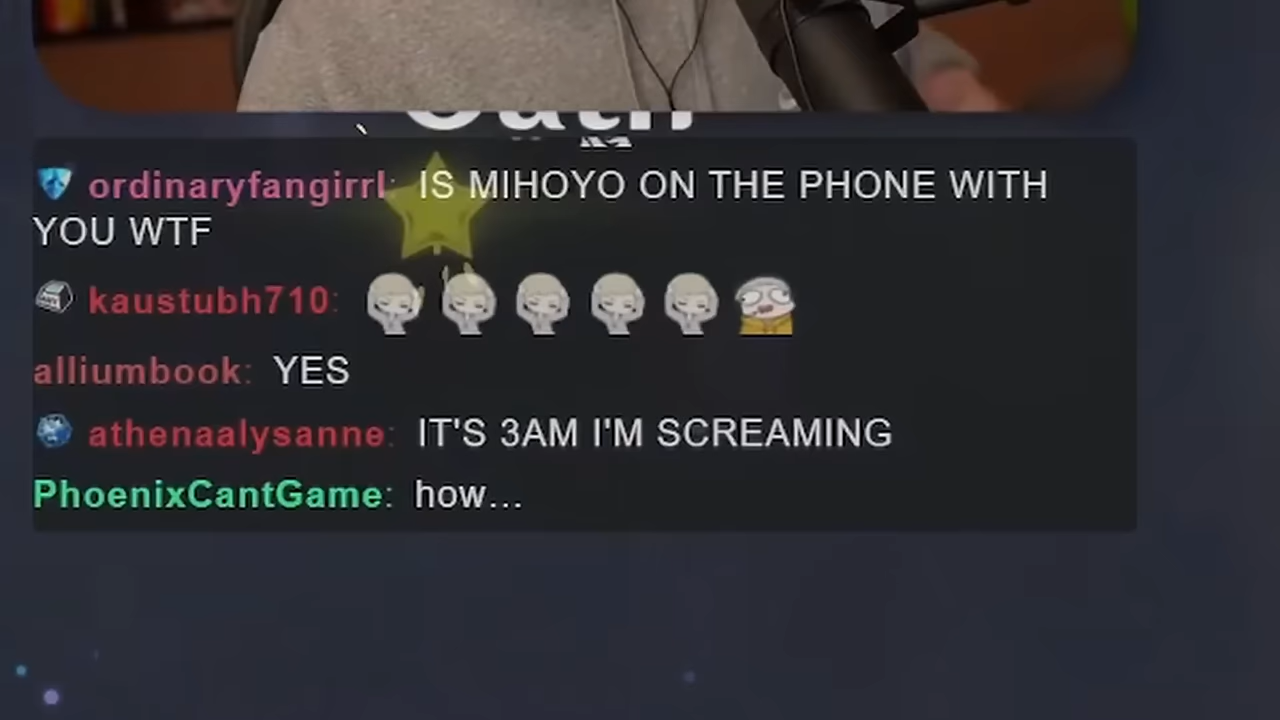 ordinaryfangirrl: IS MIHOYO ON THE PHONE WITH
YOU WTF
kaustubh710:
alliumbook: YES
athenaalysanne: IT'S 3AM I'M SCREAMING
PhoenixCantGame: how...